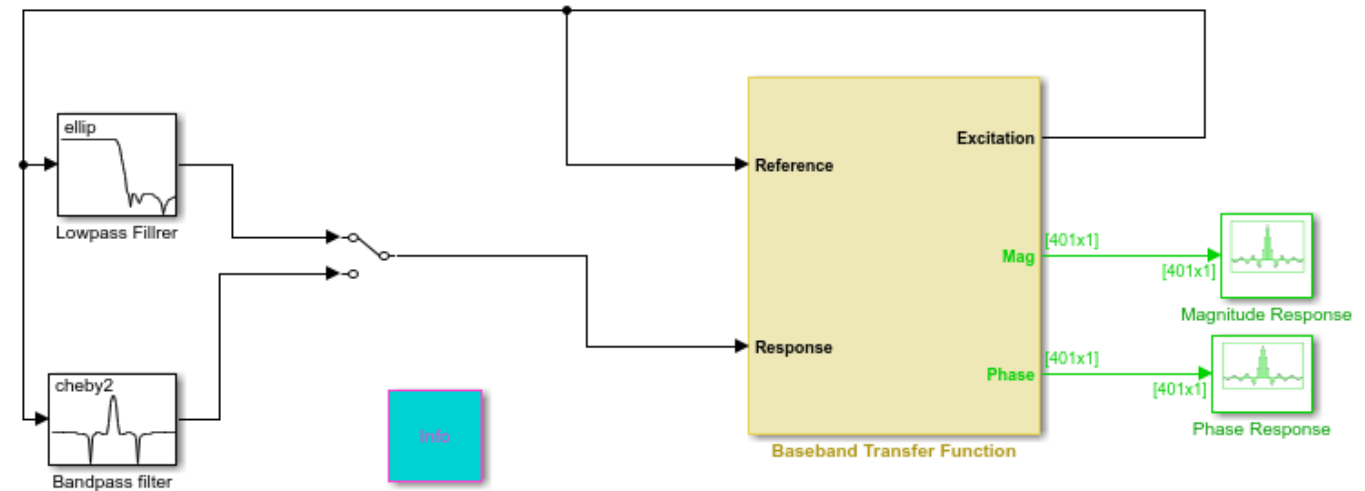 ellip
Lowpass Fillrer
cheby2
Bandpass filter
Info
Reference
Response
Excitation
Mag
Phase
Baseband Transfer Function
[401x1]
[401x1]
Magnitude Response
[401x1]
[401x1]
Phase Response